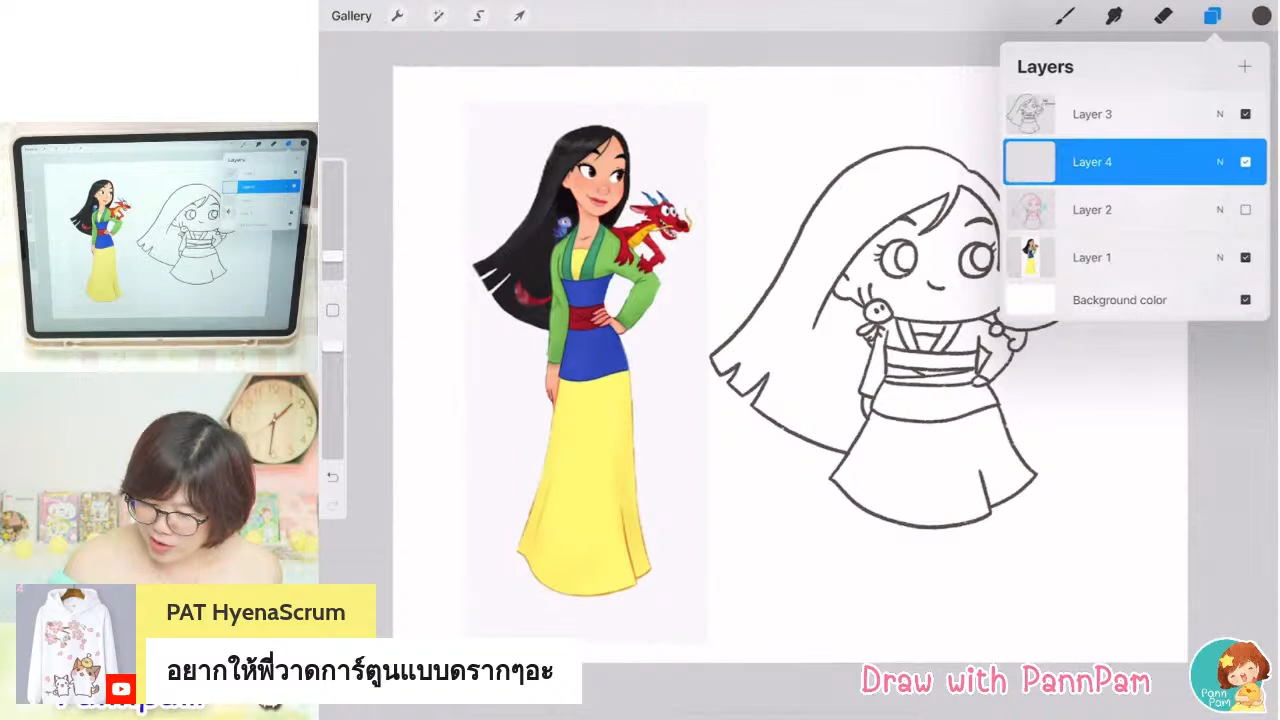 Gallery
Layers
Layer 3
N
Layer 4
N
Layer 2
N
Layer 1
N
Background color
PAT HyenaScrum
อยากให้พี่วาดการ์ตูนแบบดรากๆอะ
Draw with PannPam
Pann
Pam